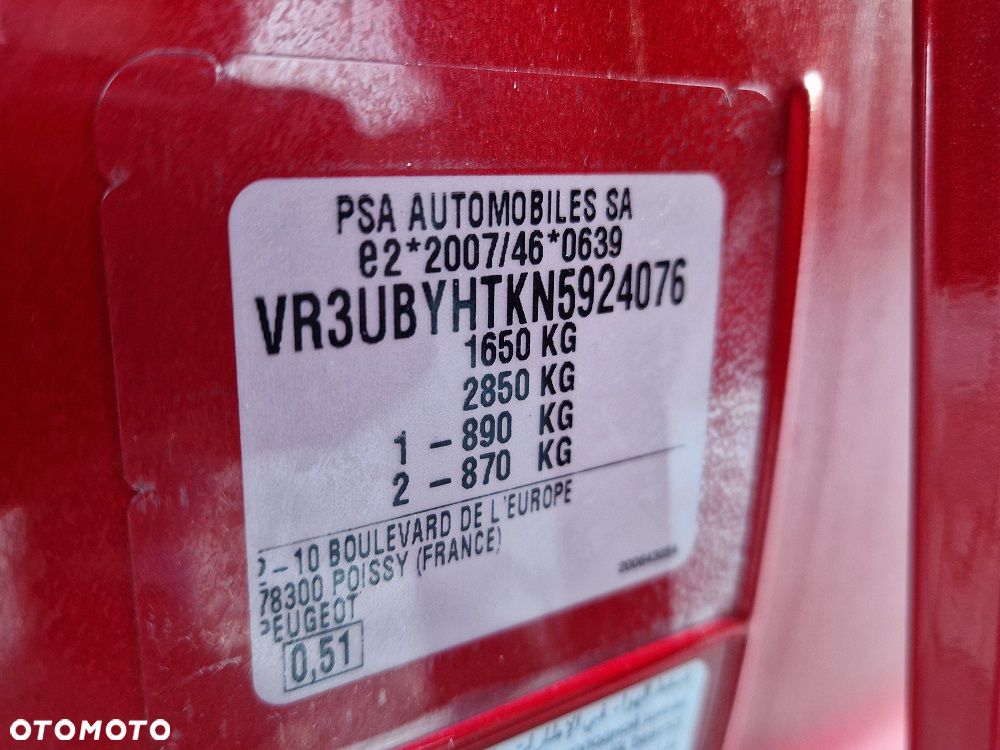 PSA AUTOMOBILES SA
e2*2007/46*0639
VR3UBYHTKN5924076
1650 KG
2850 KG
1 - 890 KG
2 - 870 KG
- 10 BOULEVARD DE L'EUROPE
78300 POISSY (FRANCE)
PEUGEOT
0,51
OTOMOTO